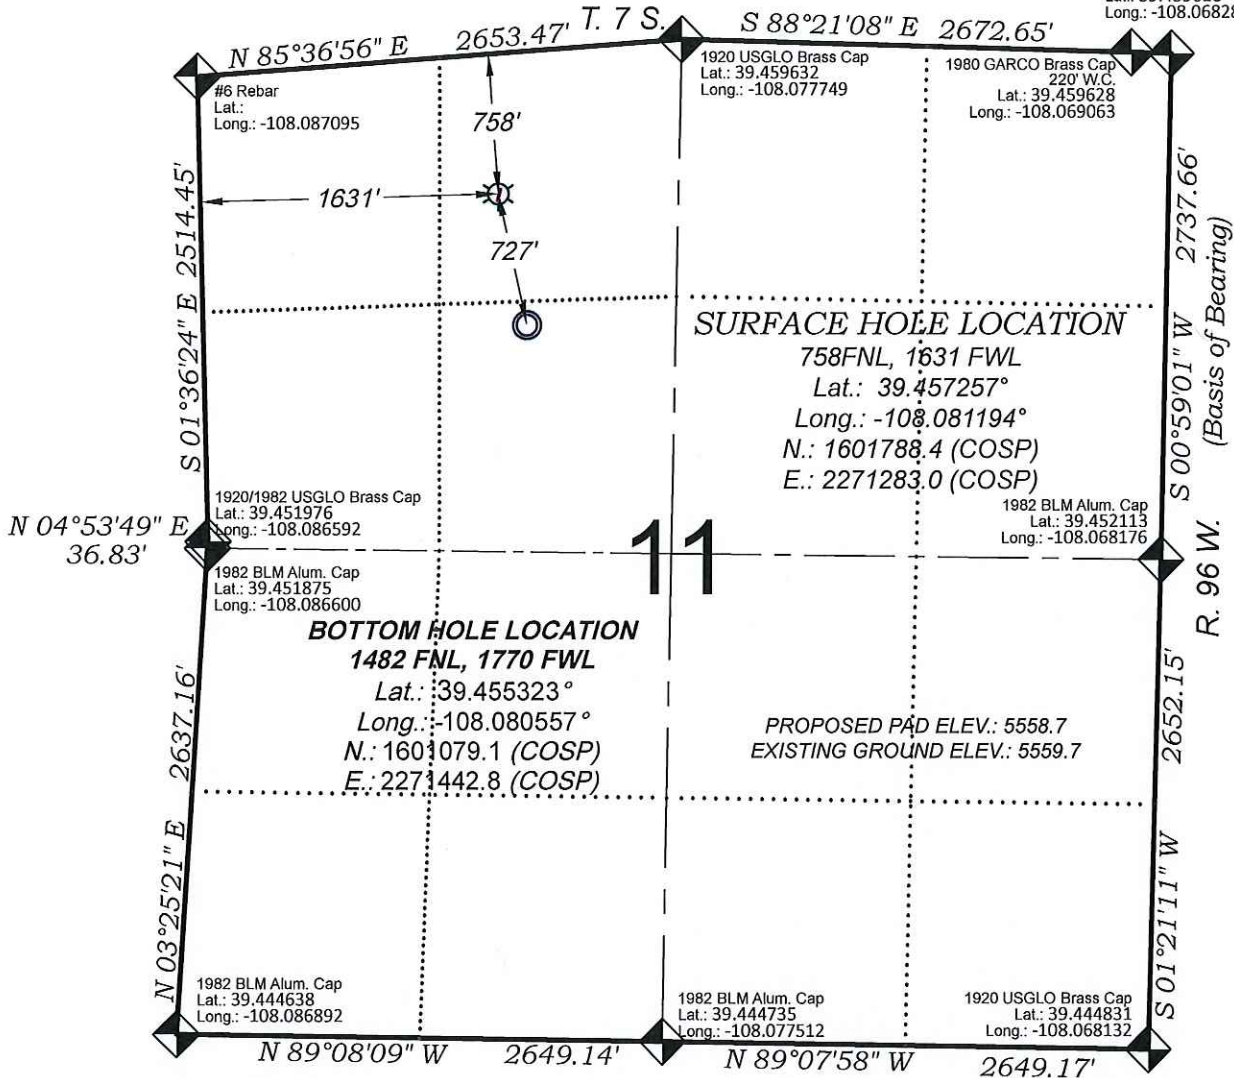 Long.: -108.06828
T. 7 S.
N 85°36'56" E 2653.47'
S 88°21'08" E 2672.65'
#6 Rebar
Lat.:
Long.: -108.087095
1920 USGLO Brass Cap
Lat.: 39.459632
Long.: -108.077749
1980 GARCO Brass Cap
220' W.C.
Lat.: 39.459628
Long.: -108.069063
758'
1631'
727'
S 01°36'24" E 2514.45'
2737.66'
S 00°59'01" W
(Basis of Bearing)
SURFACE HOLE LOCATION
758FNL, 1631 FWL
Lat.: 39.457257°
Long.: -108.081194°
N.: 1601788.4 (COSP)
E.: 2271283.0 (COSP)
1920/1982 USGLO Brass Cap
Lat.: 39.451976
Long.: -108.086592
N 04°53'49" E
36.83'
1982 BLM Alum. Cap
Lat.: 39.451875
Long.: -108.086600
11
1982 BLM Alum. Cap
Lat.: 39.452113
Long.: -108.068176
R. 96 W.
BOTTOM HOLE LOCATION
1482 FNL, 1770 FWL
Lat.: 39.455323°
Long.: -108.080557°
N.: 1601079.1 (COSP)
E.: 2271442.8 (COSP)
PROPOSED PAD ELEV.: 5558.7
EXISTING GROUND ELEV.: 5559.7
N 03°25'21" E 2637.16'
S 01°21'11" W 2652.15'
1982 BLM Alum. Cap
Lat.: 39.444638
Long.: -108.086892
1982 BLM Alum. Cap
Lat.: 39.444735
Long.: -108.077512
1920 USGLO Brass Cap
Lat.: 39.444831
Long.: -108.068132
N 89°08'09" W 2649.14'
N 89°07'58" W 2649.17'